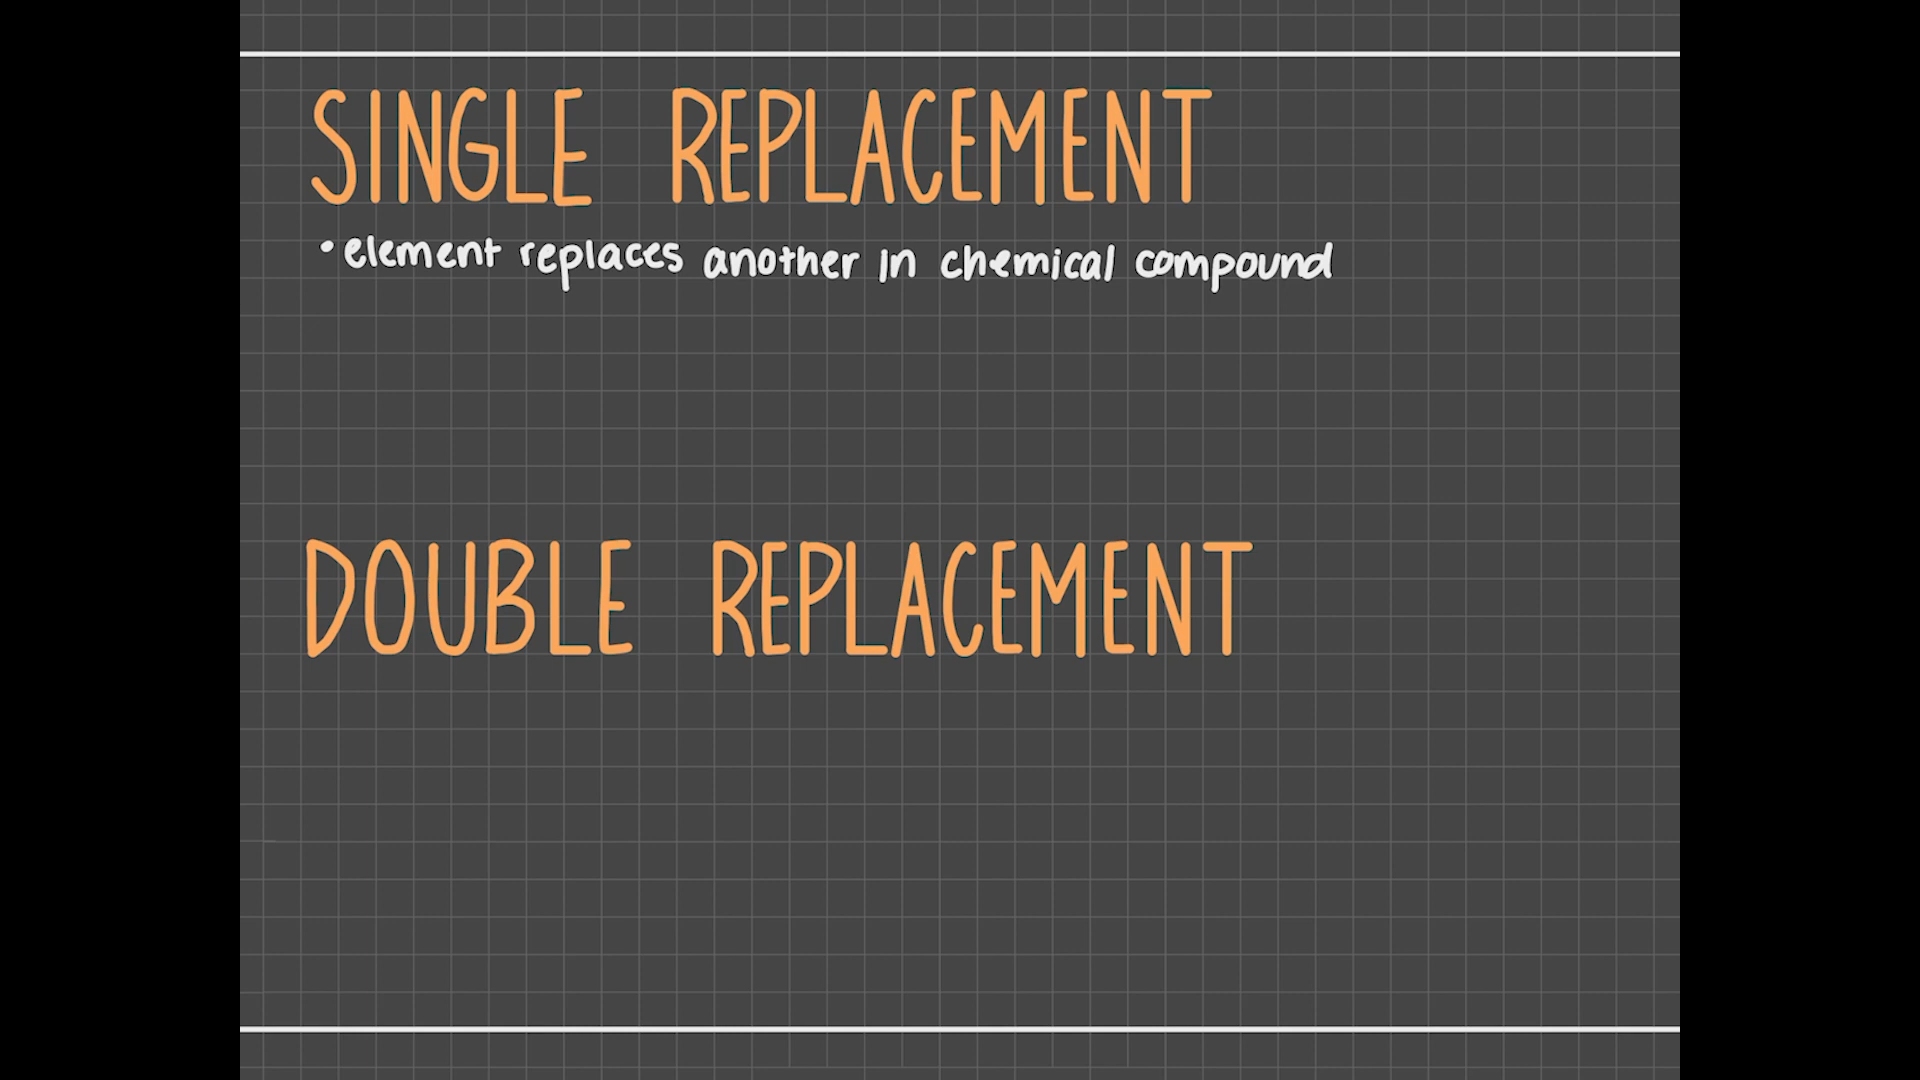 SINGLE REPLACEMENT
• element replaces another in chemical compound
DOUBLE REPLACEMENT